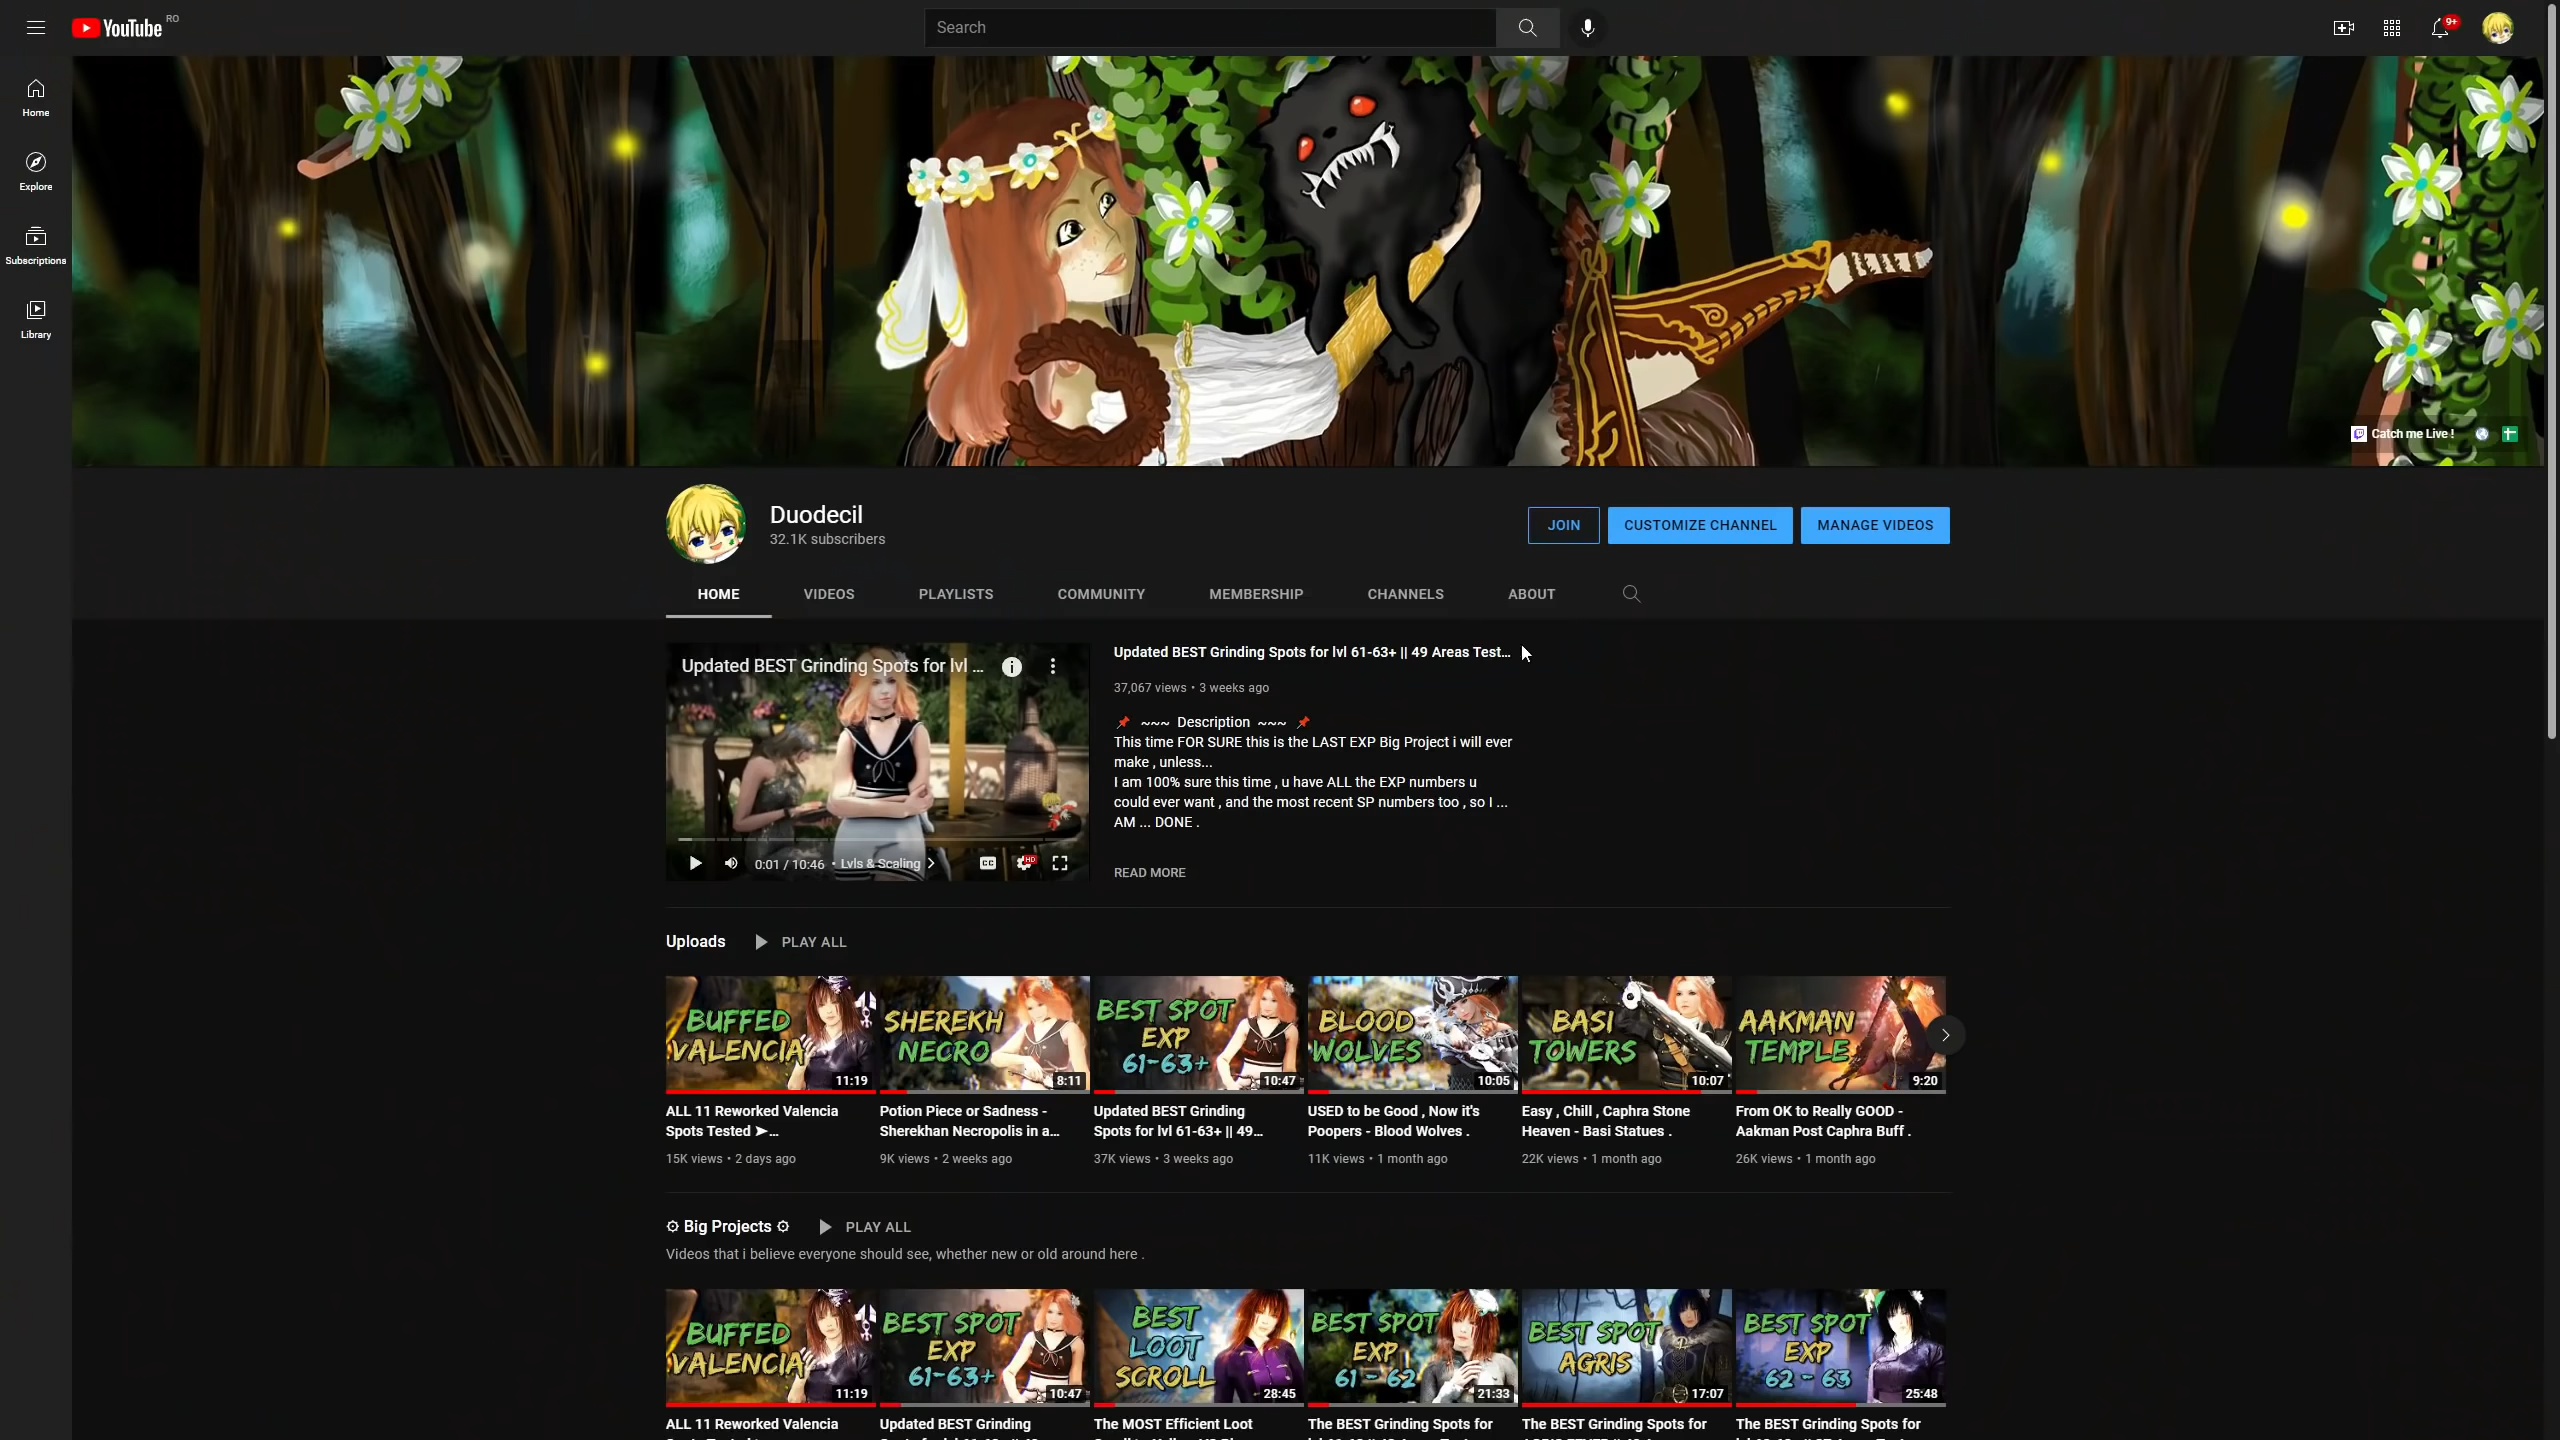 YouTube RO
Search
9+
Home
Explore
Subscriptions
Library
Catch me Live !
Duodecil
32.1K subscribers
JOIN
CUSTOMIZE CHANNEL
MANAGE VIDEOS
HOME
VIDEOS
PLAYLISTS
COMMUNITY
MEMBERSHIP
CHANNELS
ABOUT
Updated BEST Grinding Spots for lvl ...
0:01 / 10:46 • Lvls & Scaling
CC
HD
Updated BEST Grinding Spots for lvl 61-63+ || 49 Areas Test...
37,067 views • 3 weeks ago
📌 ~~~ Description ~~~ 📌
This time FOR SURE this is the LAST EXP Big Project i will ever
make , unless...
I am 100% sure this time , u have ALL the EXP numbers u
could ever want , and the most recent SP numbers too , so I ...
AM ... DONE .
READ MORE
Uploads
PLAY ALL
BUFFED
VALENCIA
11:19
ALL 11 Reworked Valencia
Spots Tested ➤...
15K views • 2 days ago
SHEREKH
NECRO
8:11
Potion Piece or Sadness -
Sherekhan Necropolis in a...
9K views • 2 weeks ago
BEST SPOT
EXP
61-63+
10:47
Updated BEST Grinding
Spots for lvl 61-63+ || 49...
37K views • 3 weeks ago
BLOOD
WOLVES
10:05
USED to be Good , Now it's
Poopers - Blood Wolves .
11K views • 1 month ago
BASI
TOWERS
10:07
Easy , Chill , Caphra Stone
Heaven - Basi Statues .
22K views • 1 month ago
AAKMAN
TEMPLE
9:20
From OK to Really GOOD -
Aakman Post Caphra Buff .
26K views • 1 month ago
⚙ Big Projects ⚙
PLAY ALL
Videos that i believe everyone should see, whether new or old around here .
BUFFED
VALENCIA
11:19
ALL 11 Reworked Valencia
BEST SPOT
EXP
61-63+
10:47
Updated BEST Grinding
BEST
LOOT
SCROLL
28:45
The MOST Efficient Loot
BEST SPOT
EXP
61 - 62
21:33
The BEST Grinding Spots for
BEST SPOT
AGRIS
17:07
The BEST Grinding Spots for
BEST SPOT
EXP
62 - 63
25:48
The BEST Grinding Spots for